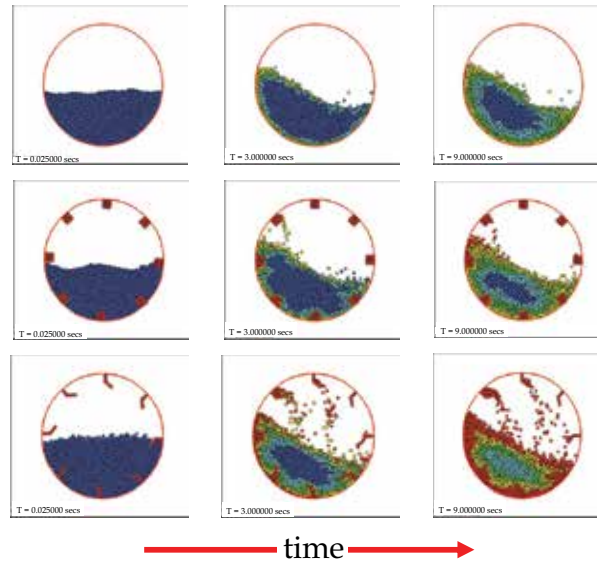 T = 0.025000 secs
T = 3.000000 secs
T = 9.000000 secs
T = 0.025000 secs
T = 3.000000 secs
T = 9.000000 secs
T = 0.025000 secs
T = 3.000000 secs
T = 9.000000 secs
time